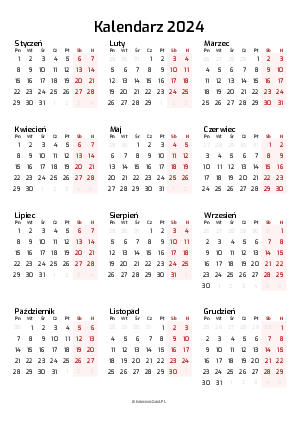 Kalendarz 2024
Styczeń Luty Marzec
Pn Wt Śr Cz Pt Sb N Pn Wt Śr Cz Pt Sb N Pn Wt Śr Cz Pt Sb N
1 2 3 4 5 6 7 1 2 3 4 1 2 3
8 9 10 11 12 13 14 5 6 7 8 9 10 11 4 5 6 7 8 9 10
15 16 17 18 19 20 21 12 13 14 15 16 17 18 11 12 13 14 15 16 17
22 23 24 25 26 27 28 19 20 21 22 23 24 25 18 19 20 21 22 23 24
29 30 31 26 27 28 29 25 26 27 28 29 30 31
Kwiecień Maj Czerwiec
Pn Wt Śr Cz Pt Sb N Pn Wt Śr Cz Pt Sb N Pn Wt Śr Cz Pt Sb N
1 2 3 4 5 6 7 1 2 3 4 5 1 2
8 9 10 11 12 13 14 6 7 8 9 10 11 12 3 4 5 6 7 8 9
15 16 17 18 19 20 21 13 14 15 16 17 18 19 10 11 12 13 14 15 16
22 23 24 25 26 27 28 20 21 22 23 24 25 26 17 18 19 20 21 22 23
29 30 27 28 29 30 31 24 25 26 27 28 29 30
Lipiec Sierpień Wrzesień
Pn Wt Śr Cz Pt Sb N Pn Wt Śr Cz Pt Sb N Pn Wt Śr Cz Pt Sb N
1 2 3 4 5 6 7 1 2 3 4 1
8 9 10 11 12 13 14 5 6 7 8 9 10 11 2 3 4 5 6 7 8
15 16 17 18 19 20 21 12 13 14 15 16 17 18 9 10 11 12 13 14 15
22 23 24 25 26 27 28 19 20 21 22 23 24 25 16 17 18 19 20 21 22
29 30 31 26 27 28 29 30 31 23 24 25 26 27 28 29
30
Październik Listopad Grudzień
Pn Wt Śr Cz Pt Sb N Pn Wt Śr Cz Pt Sb N Pn Wt Śr Cz Pt Sb N
1 2 3 4 5 6 1 2 3 1
7 8 9 10 11 12 13 4 5 6 7 8 9 10 2 3 4 5 6 7 8
14 15 16 17 18 19 20 11 12 13 14 15 16 17 9 10 11 12 13 14 15
21 22 23 24 25 26 27 18 19 20 21 22 23 24 16 17 18 19 20 21 22
28 29 30 31 25 26 27 28 29 30 23 24 25 26 27 28 29
30 31